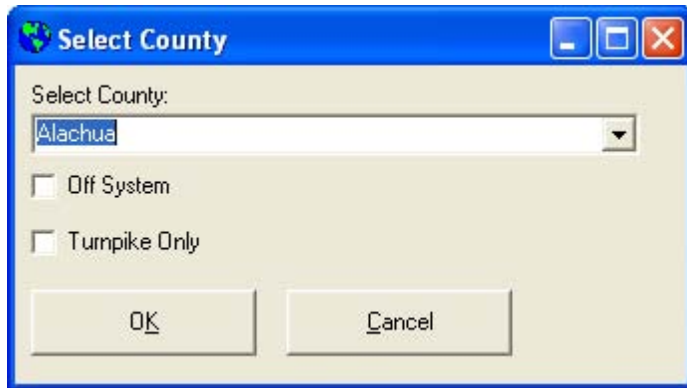 Select County
Select County:
Alachua
Off System
Turnpike Only
OK Cancel